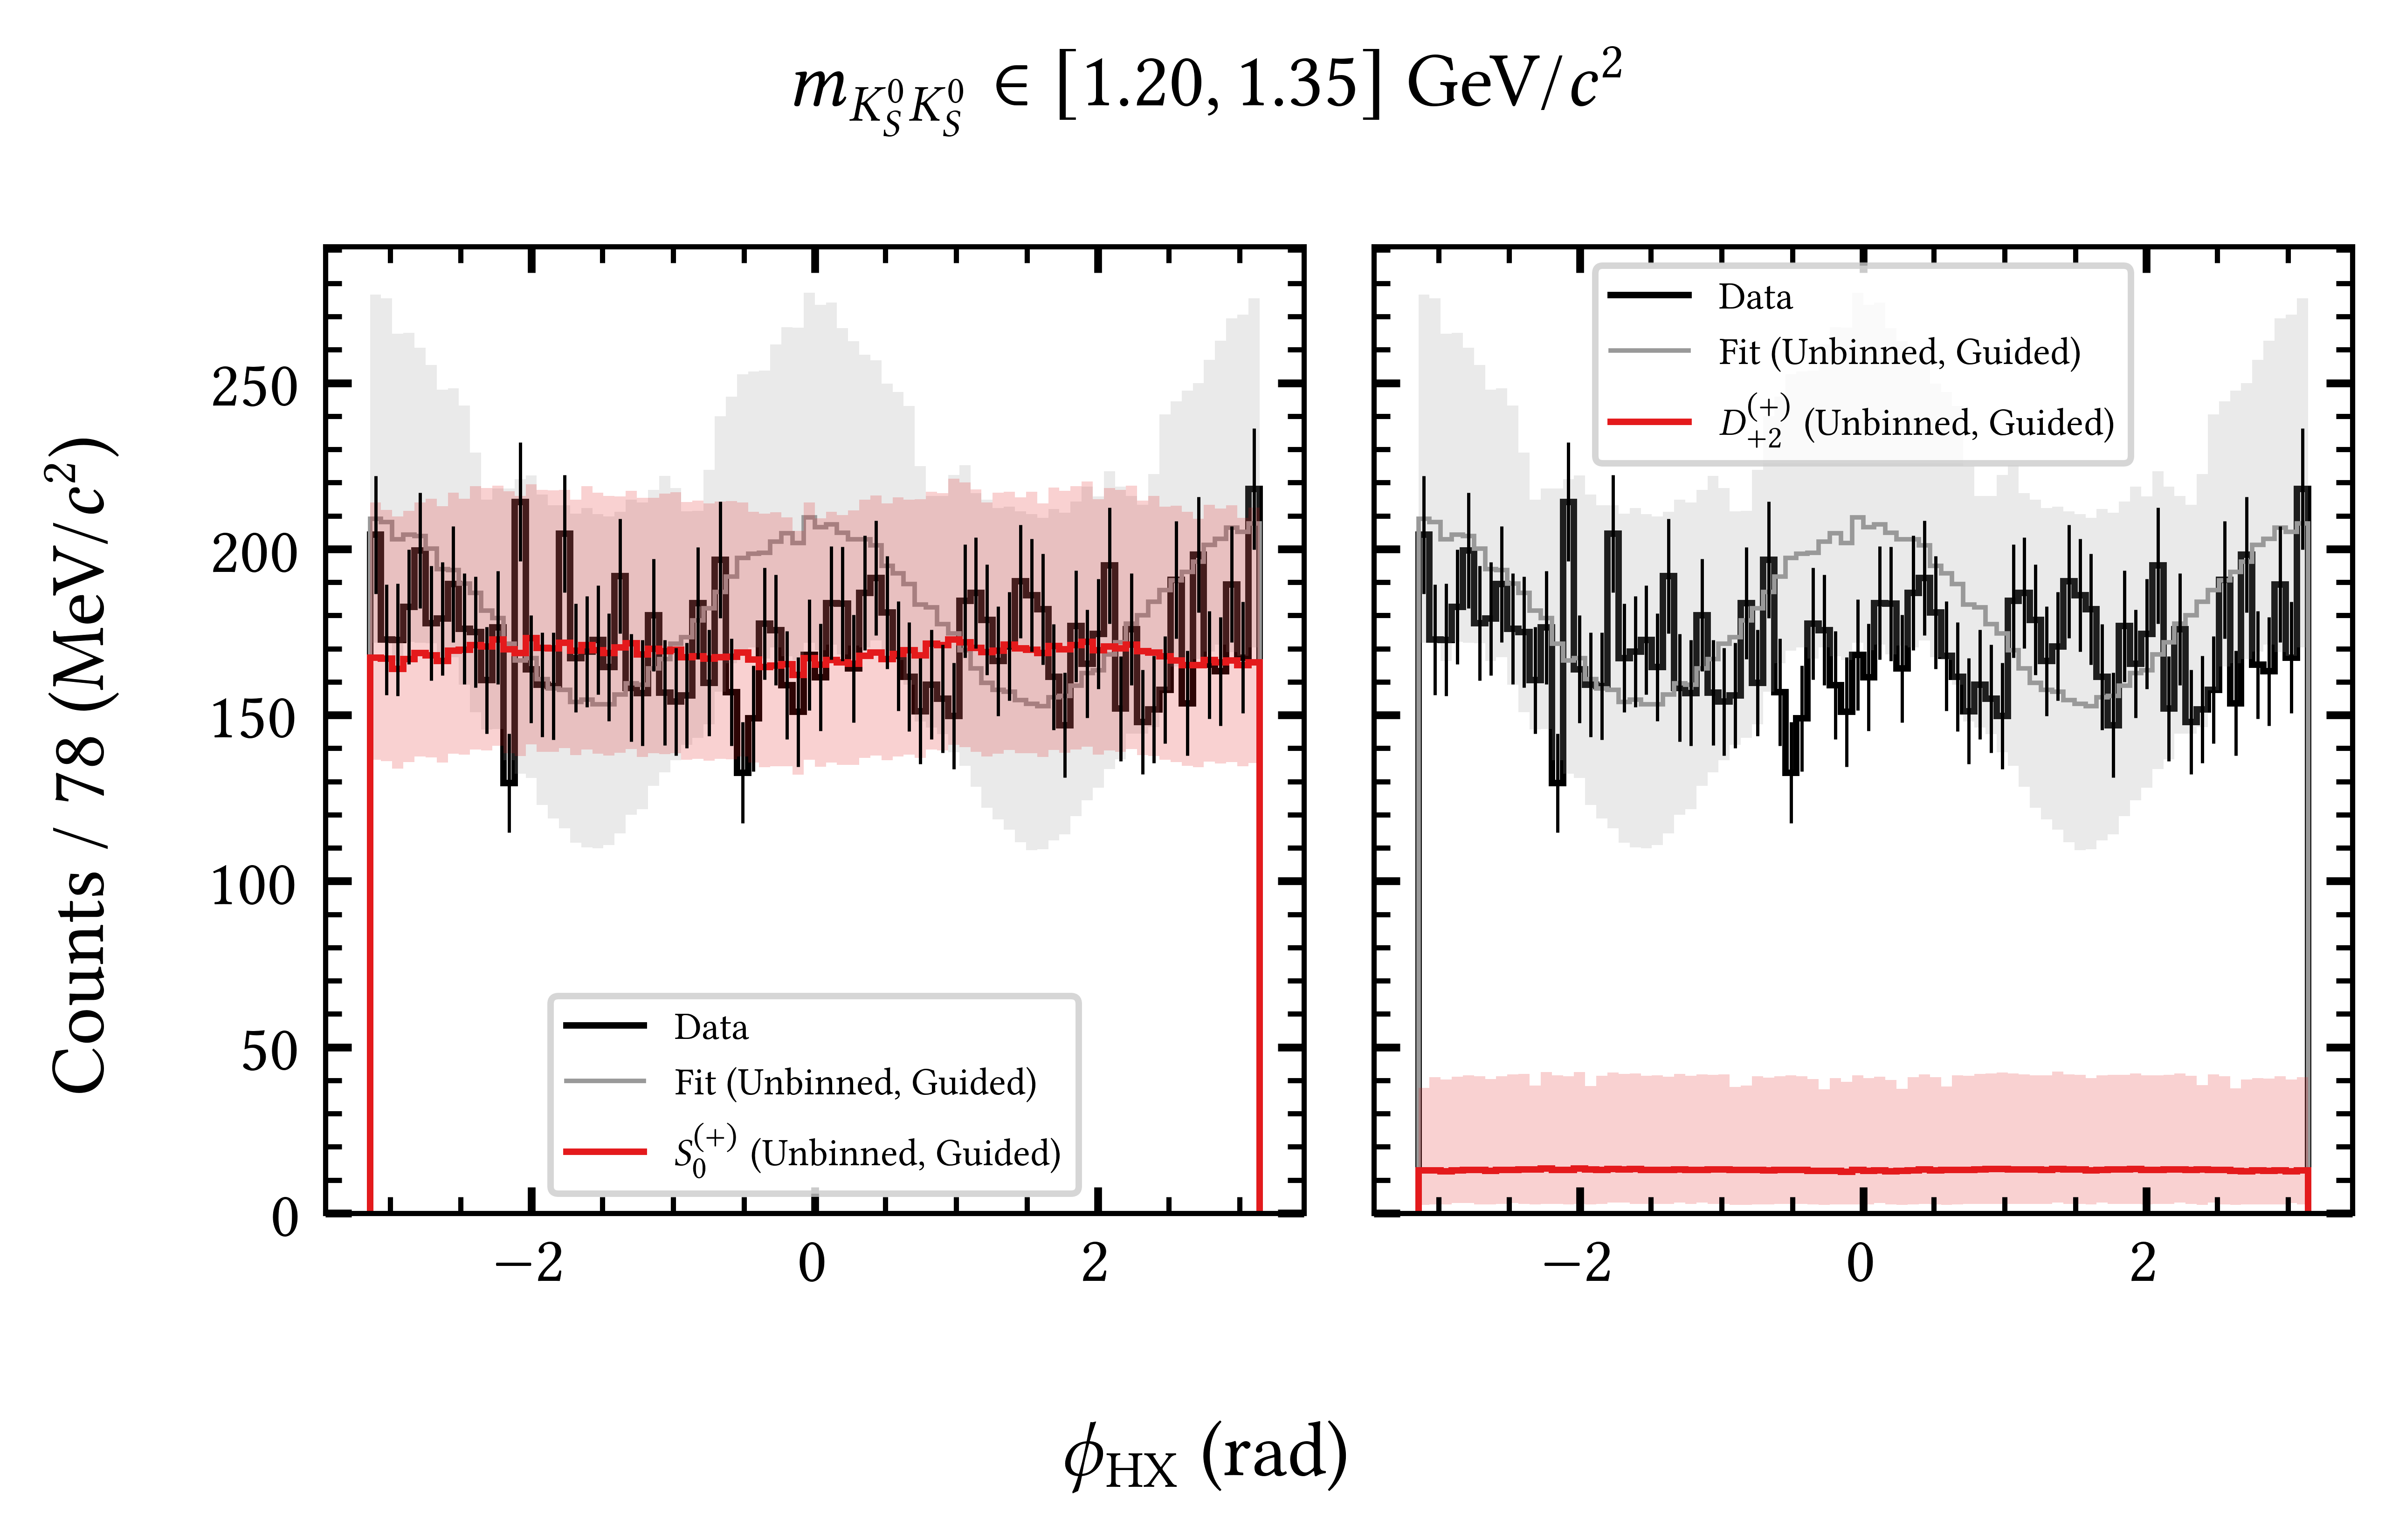 m_{K_S^0 K_S^0} ∈ [1.20, 1.35] GeV/c²
Counts / 78 (MeV/c²)
250
200
150
100
50
0
Data
Fit (Unbinned, Guided)
S_0^{(+)} (Unbinned, Guided)
−2 0 2
Data
Fit (Unbinned, Guided)
D_{+2}^{(+)} (Unbinned, Guided)
−2 0 2
ϕ_{HX} (rad)